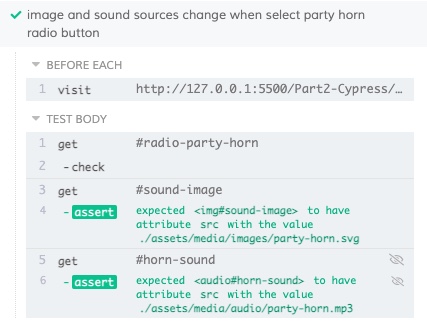 image and sound sources change when select party horn
radio button
BEFORE EACH
1 visit http://127.0.0.1:5500/Part2-Cypress/…
TEST BODY
1 get #radio-party-horn
2 -check
3 get #sound-image
4 -assert expected <img#sound-image> to have
attribute src with the value
./assets/media/images/party-horn.svg
5 get #horn-sound
6 -assert expected <audio#horn-sound> to have
attribute src with the value
./assets/media/audio/party-horn.mp3